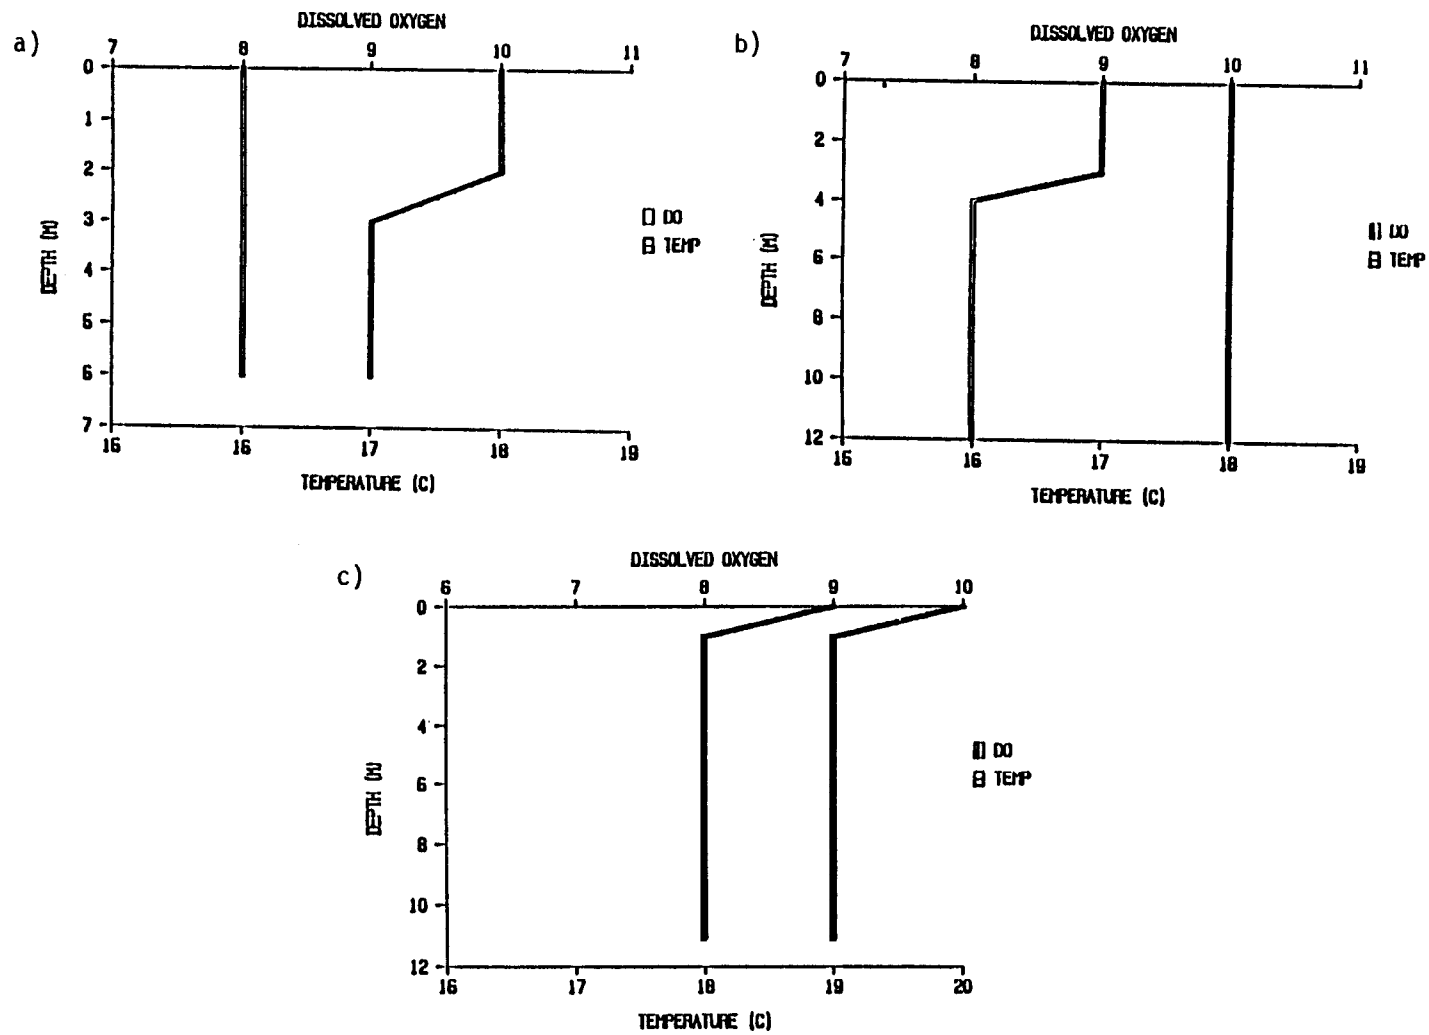 a)
DISSOLVED OXYGEN
7 8 9 10 11
0
1
2
3
4
5
6
7
DEPTH (M)
DO
TEMP
15 16 17 18 19
TEMPERATURE (C)
b)
DISSOLVED OXYGEN
7 8 9 10 11
0
2
4
6
8
10
12
DEPTH (M)
DO
TEMP
15 16 17 18 19
TEMPERATURE (C)
c)
DISSOLVED OXYGEN
6 7 8 9 10
0
2
4
6
8
10
12
DEPTH (M)
DO
TEMP
16 17 18 19 20
TEMPERATURE (C)